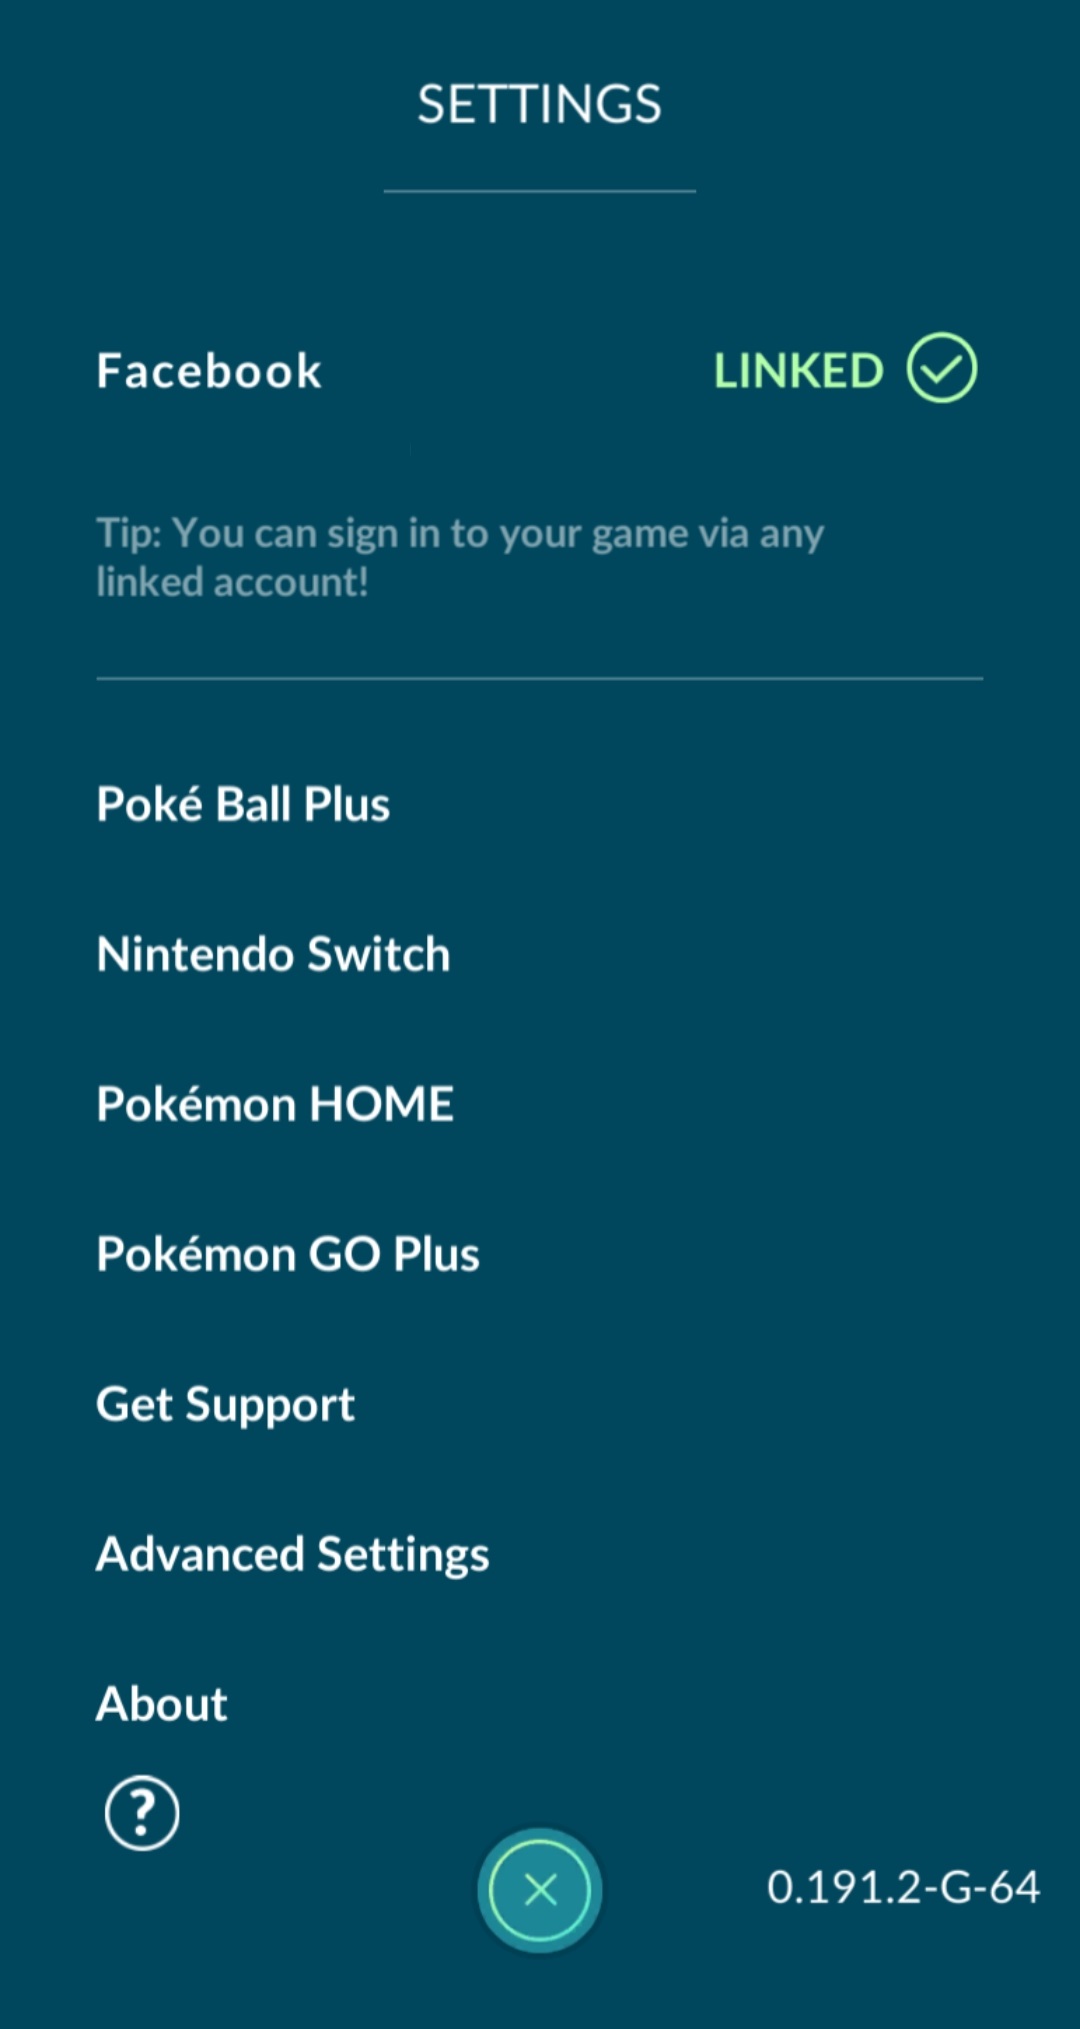 SETTINGS
Facebook
LINKED
Tip: You can sign in to your game via any
linked account!
Poké Ball Plus
Nintendo Switch
Pokémon HOME
Pokémon GO Plus
Get Support
Advanced Settings
About
?
0.191.2-G-64